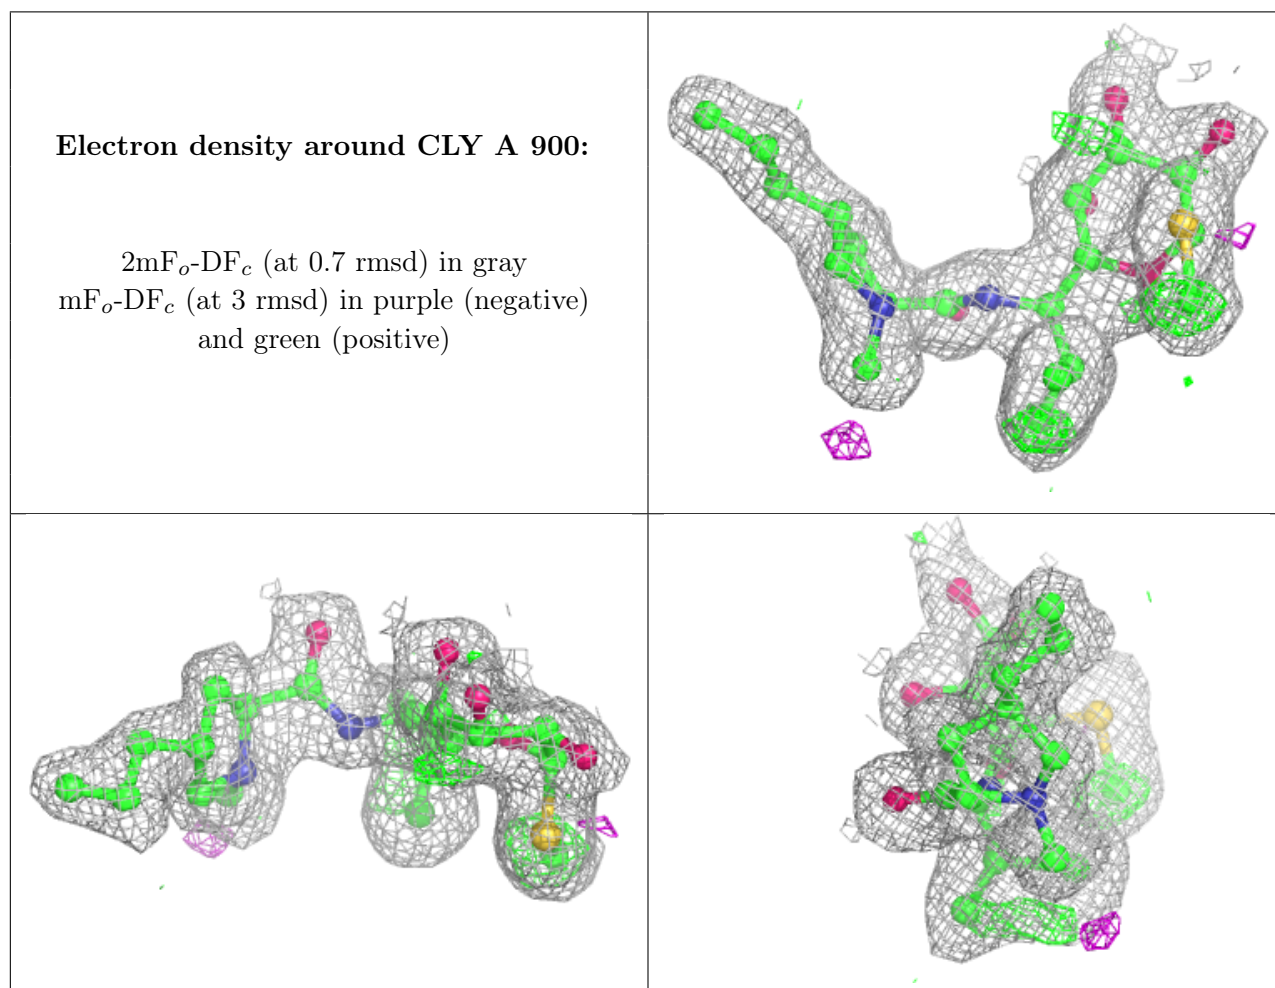 Electron density around CLY A 900:
2mFo-DFc (at 0.7 rmsd) in gray
mFo-DFc (at 3 rmsd) in purple (negative)
and green (positive)